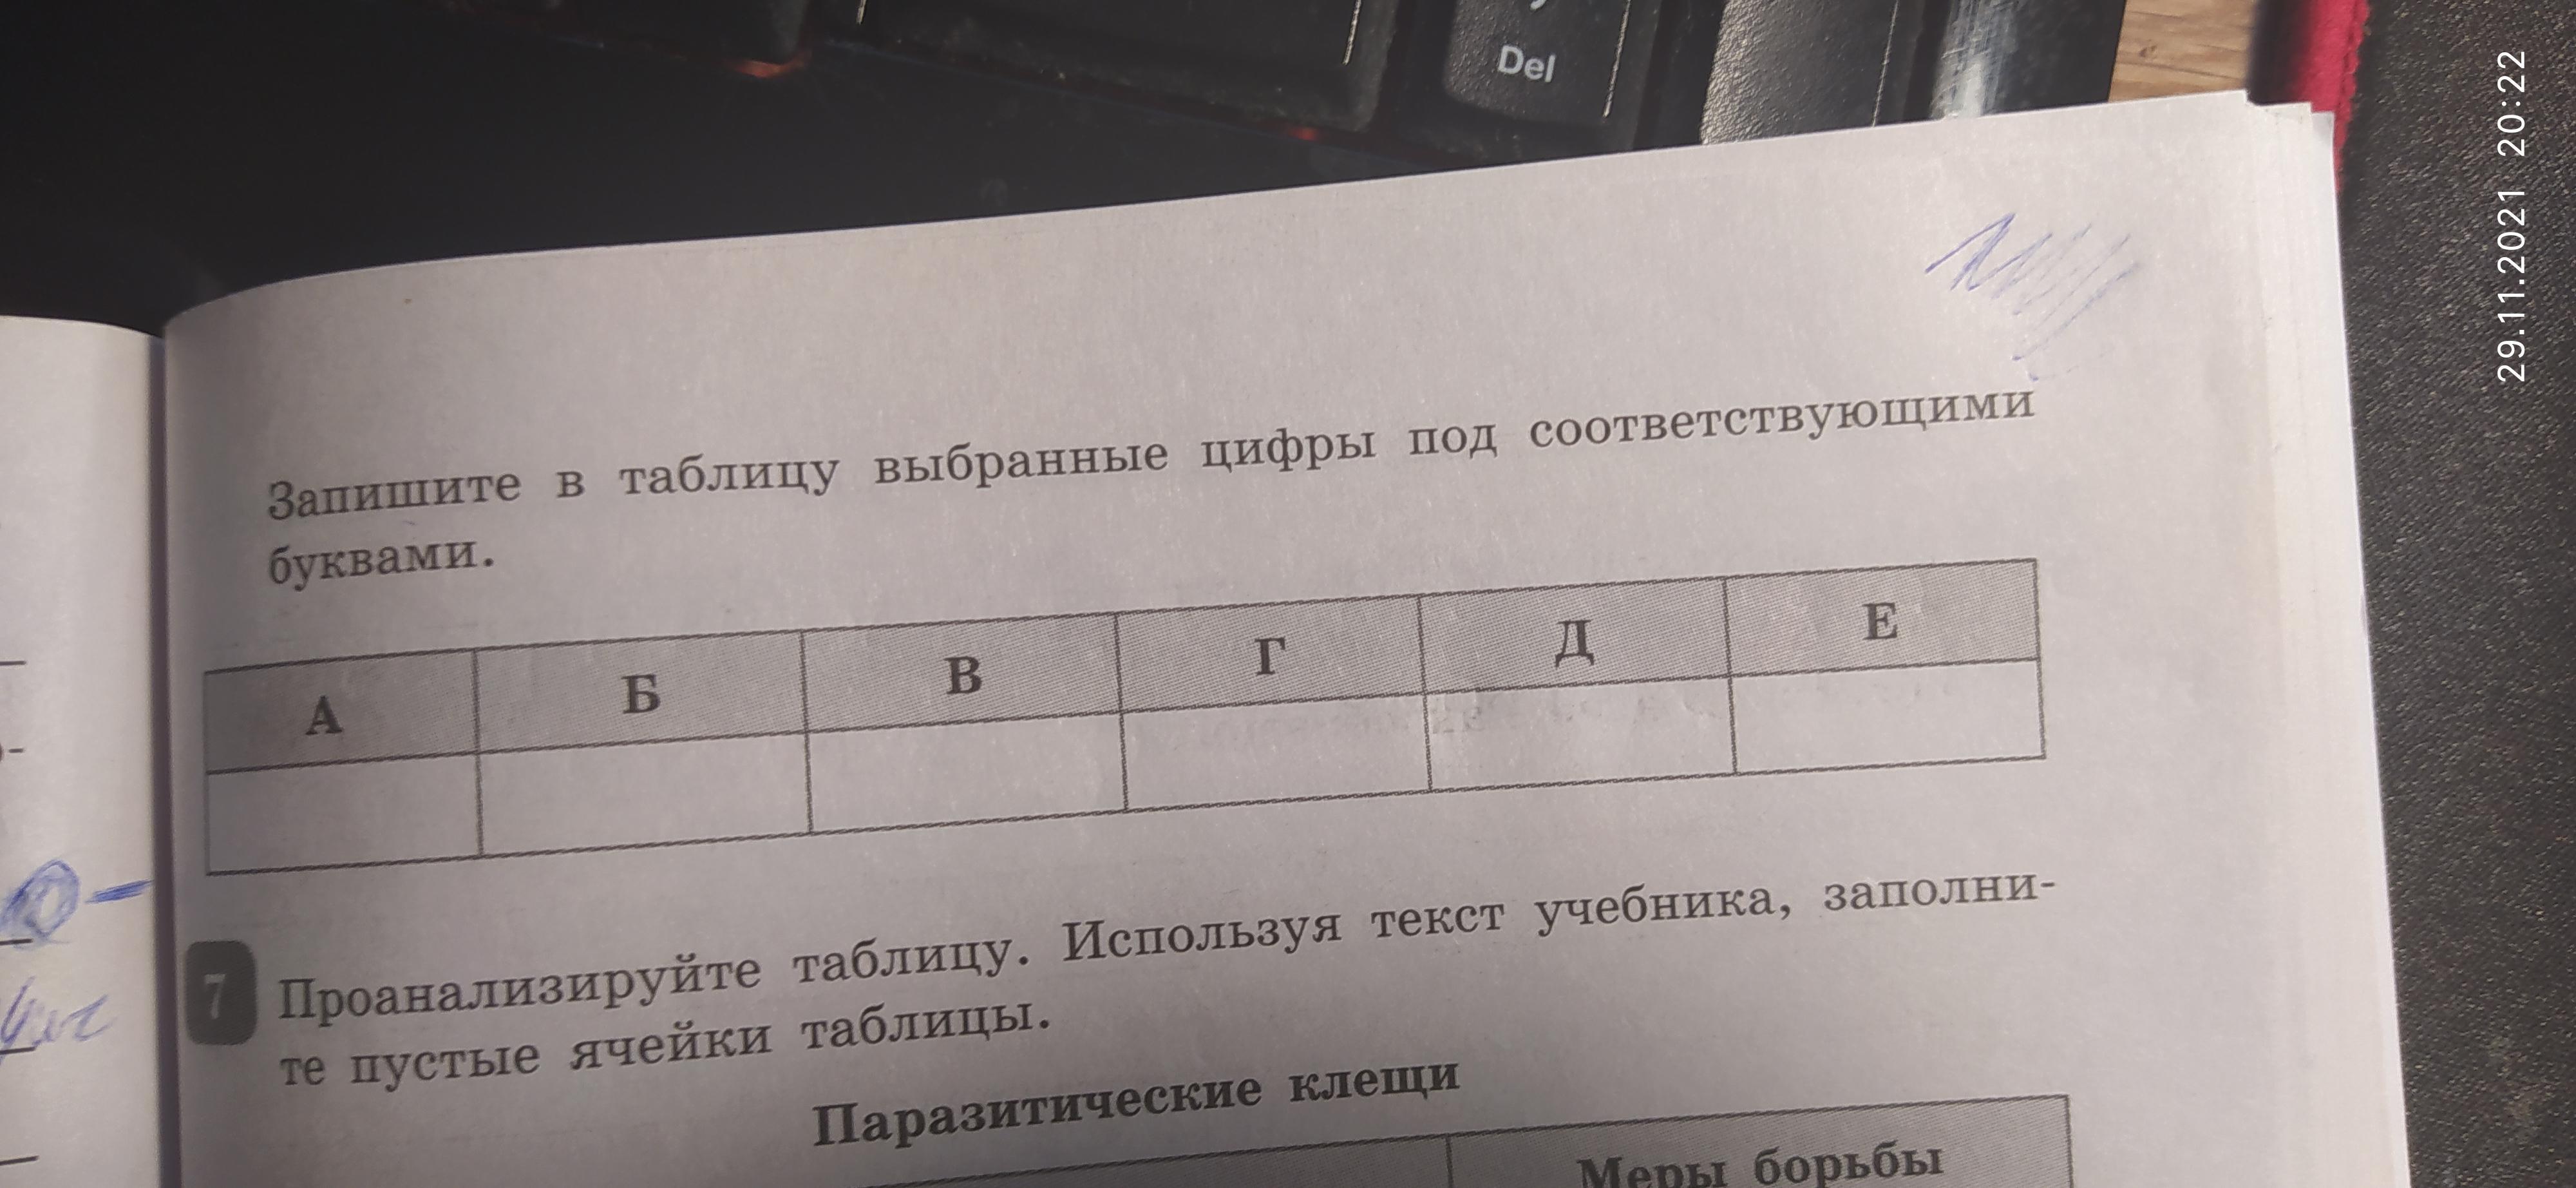 Del
29.11.2021 20:22
Запишите в таблицу выбранные цифры под соответствующими
буквами.
А Б В Г Д Е
7 Проанализируйте таблицу. Используя текст учебника, заполни-
те пустые ячейки таблицы.
Паразитические клещи
Меры борьбы